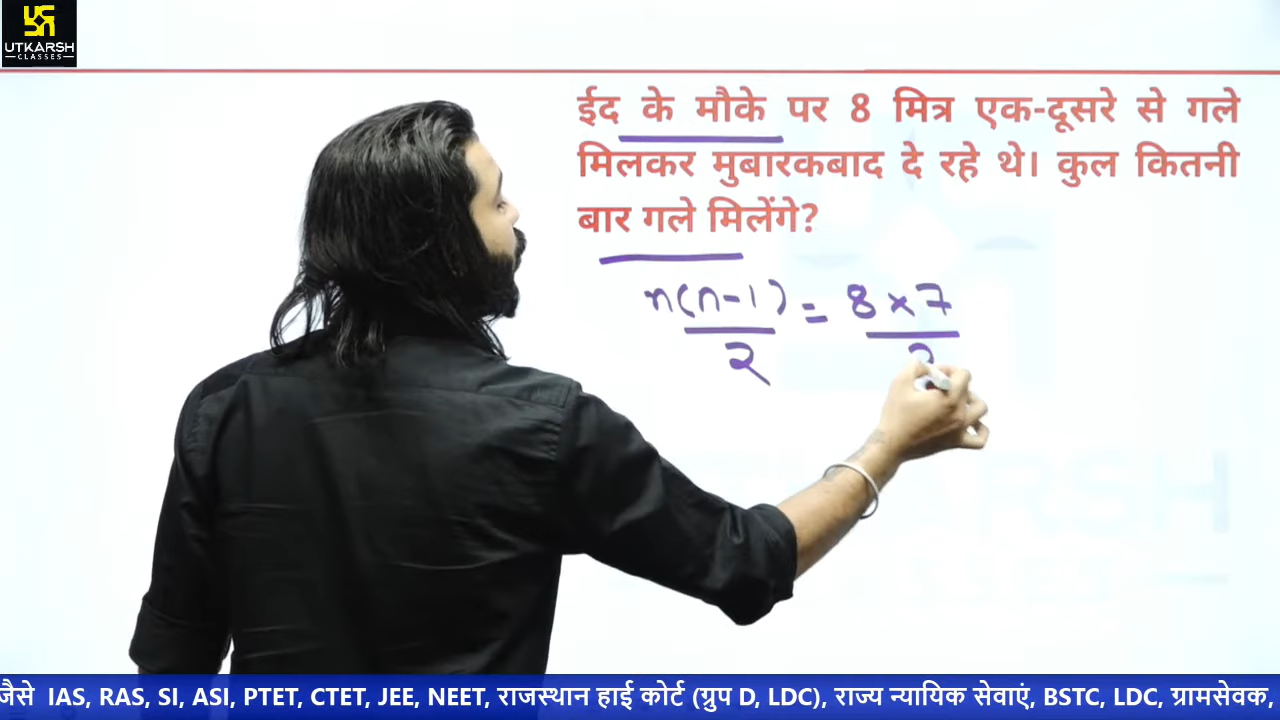 UTKARSH
CLASSES
ईद के मौके पर 8 मित्र एक-दूसरे से गले
मिलकर मुबारकबाद दे रहे थे। कुल कितनी
बार गले मिलेंगे?
n(n-1) = 8 x 7
2 2
जैसे IAS, RAS, SI, ASI, PTET, CTET, JEE, NEET, राजस्थान हाई कोर्ट (ग्रुप D, LDC), राज्य न्यायिक सेवाएं, BSTC, LDC, ग्रामसेवक,